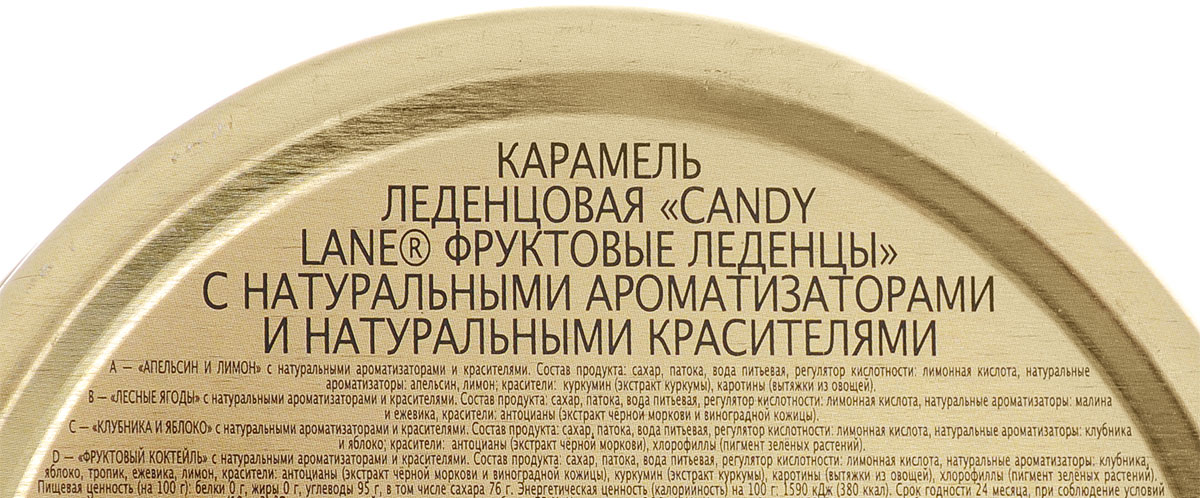 КАРАМЕЛЬ
ЛЕДЕНЦОВАЯ «CANDY
LANE® ФРУКТОВЫЕ ЛЕДЕНЦЫ»
С НАТУРАЛЬНЫМИ АРОМАТИЗАТОРАМИ
И НАТУРАЛЬНЫМИ КРАСИТЕЛЯМИ
A — «АПЕЛЬСИН И ЛИМОН» с натуральными ароматизаторами и красителями. Состав продукта: сахар, патока, вода питьевая, регулятор кислотности: лимонная кислота, натуральные
ароматизаторы: апельсин, лимон; красители: куркумин (экстракт куркумы), каротины (вытяжки из овощей).
B — «ЛЕСНЫЕ ЯГОДЫ» с натуральными ароматизаторами и красителями. Состав продукта: сахар, патока, вода питьевая, регулятор кислотности: лимонная кислота, натуральные ароматизаторы: малина
и ежевика, красители: антоцианы (экстракт чёрной моркови и виноградной кожицы).
C — «КЛУБНИКА И ЯБЛОКО» с натуральными ароматизаторами и красителями. Состав продукта: сахар, патока, вода питьевая, регулятор кислотности: лимонная кислота, натуральные ароматизаторы: клубника
и яблоко; красители: антоцианы (экстракт чёрной моркови), хлорофиллы (пигмент зелёных растений).
D — «ФРУКТОВЫЙ КОКТЕЙЛЬ» с натуральными ароматизаторами и красителями. Состав продукта: сахар, патока, вода питьевая, регулятор кислотности: лимонная кислота, натуральные ароматизаторы: клубника,
яблоко, тропик, ежевика, лимон, красители: антоцианы (экстракт чёрной моркови и виноградной кожицы), куркумин (экстракт куркумы), каротины (вытяжки из овощей), хлорофиллы (пигмент зелёных растений).
Пищевая ценность (на 100 г): белки 0 г, жиры 0 г, углеводы 95 г, в том числе сахара 76 г. Энергетическая ценность (калорийность) на 100 г: 1590 кДж (380 ккал). Срок годности 24 месяца, при соблюдение условий